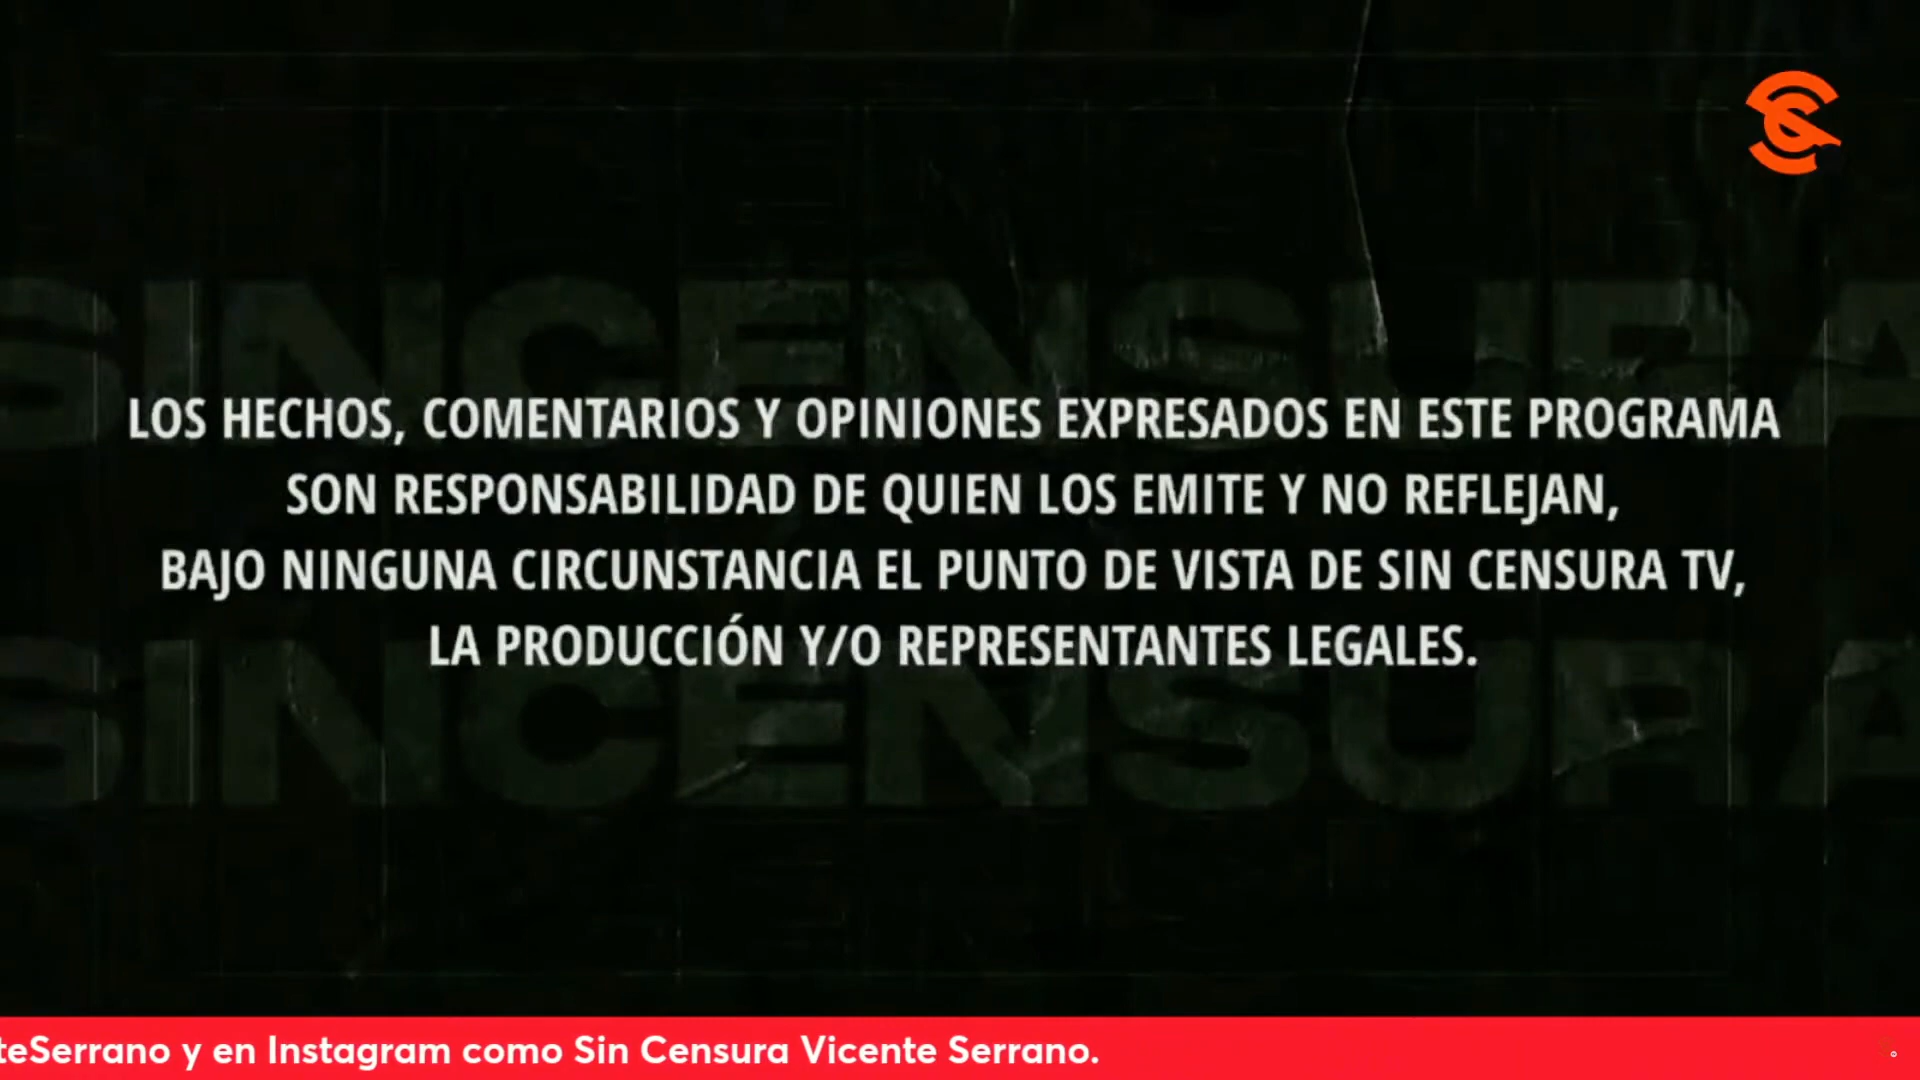 SINCENSURA
LOS HECHOS, COMENTARIOS Y OPINIONES EXPRESADOS EN ESTE PROGRAMA
SON RESPONSABILIDAD DE QUIEN LOS EMITE Y NO REFLEJAN,
BAJO NINGUNA CIRCUNSTANCIA EL PUNTO DE VISTA DE SIN CENSURA TV,
LA PRODUCCIÓN Y/O REPRESENTANTES LEGALES.
SINCENSURA
teSerrano y en Instagram como Sin Censura Vicente Serrano.